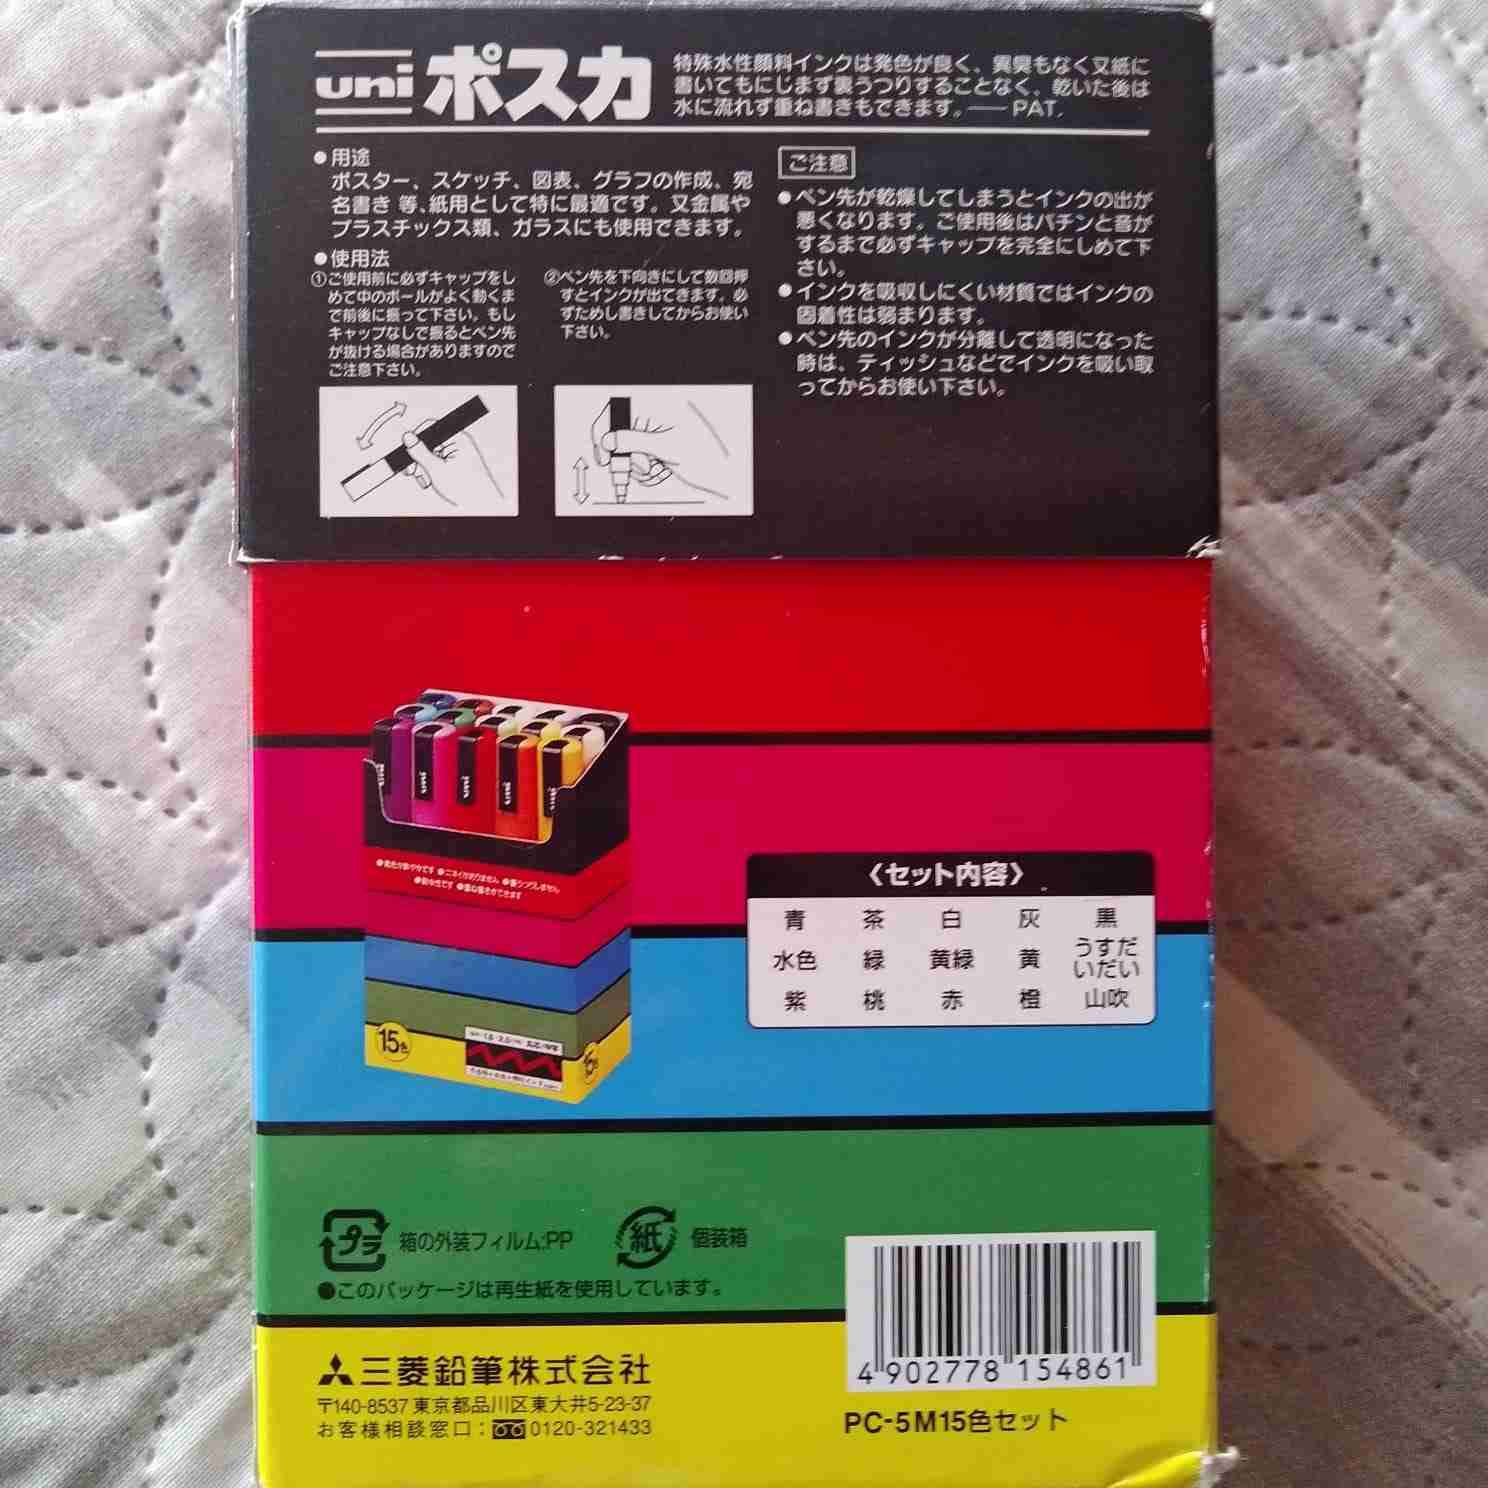 uni ポスカ
特殊水性顔料インクは発色が良く、異臭もなく又紙に
書いてもにじまず裏うつりすることなく、乾いた後は
水に流れず重ね書きもできます。―― PAT.
●用途
ポスター、スケッチ、図表、グラフの作成、宛
名書き 等、紙用として特に最適です。又金属や
プラスチックス類、ガラスにも使用できます。
●使用法
①ご使用前に必ずキャップをし
めて中のボールがよく動くま
で前後に振って下さい。もし
キャップなしで振るとペン先
が抜ける場合がありますので
ご注意下さい。
②ペン先を下向きにして数回押
すとインクが出てきます。必
ずためし書きしてからお使い
下さい。
ご注意
●ペン先が乾燥してしまうとインクの出が
悪くなります。ご使用後はパチンと音が
するまで必ずキャップを完全にしめて下
さい。
●インクを吸収しにくい材質ではインクの
固着性は弱まります。
●ペン先のインクが分離して透明になった
時は、ティッシュなどでインクを吸い取
ってからお使い下さい。
15色
15色
〈セット内容〉
青 茶 白 灰 黒
水色 緑 黄緑 黄 うすだ
いだい
紫 桃 赤 橙 山吹
プラ 箱の外装フィルム:PP 紙 個装箱
●このパッケージは再生紙を使用しています。
三菱鉛筆株式会社
〒140-8537 東京都品川区東大井5-23-37
お客様相談窓口: 0120-321433
4 902778 154861
PC-5M15色セット